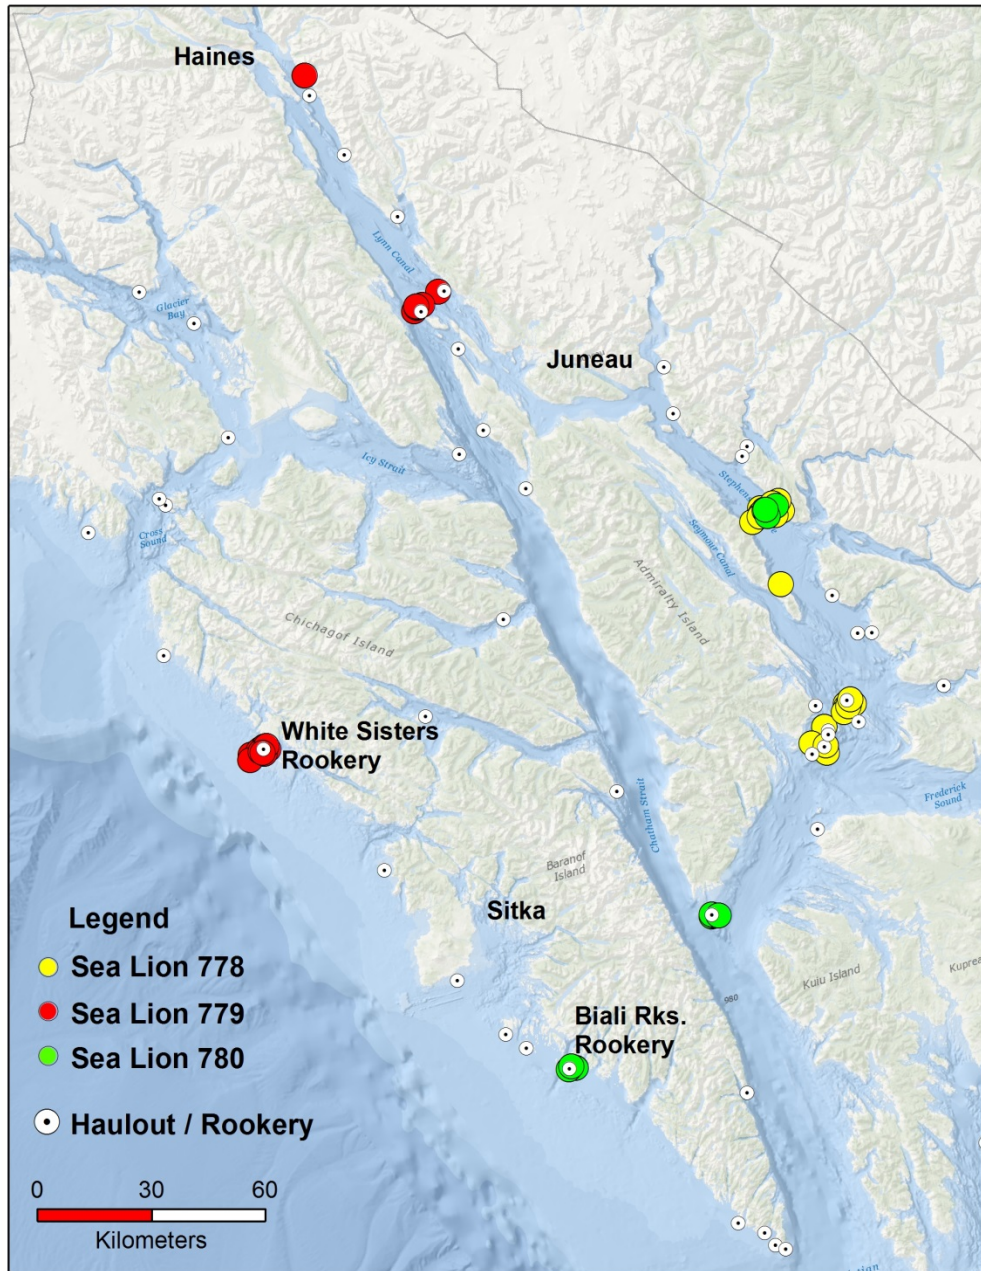 Haines
Lynn Canal
Glacier
Bay
Juneau
Icy Strait
Cross
Sound
Seymour Canal
Admiralty Island
Chichagof Island
White Sisters
Rookery
Chatham Strait
Frederick
Sound
Baranof
Island
Sitka
Kuiu Island
980
Biali Rks.
Rookery
Legend
Sea Lion 778
Sea Lion 779
Sea Lion 780
Haulout / Rookery
0 30 60
Kilometers